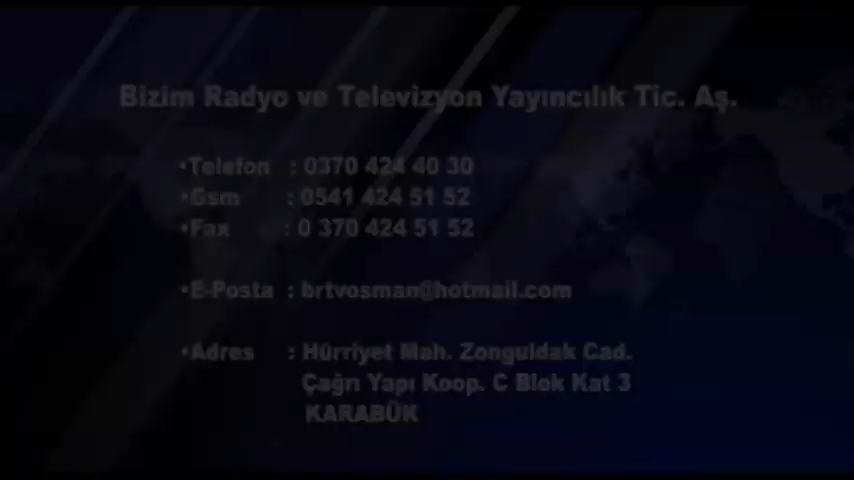 Bizim Radyo ve Televizyon Yayıncılık Tic. Aş.
•Telefon : 0370 424 40 30
•Gsm : 0541 424 51 52
•Fax : 0 370 424 51 52
•E-Posta : brtvosman@hotmail.com
•Adres : Hürriyet Mah. Zonguldak Cad.
Çağrı Yapı Koop. C Blok Kat 3
KARABÜK